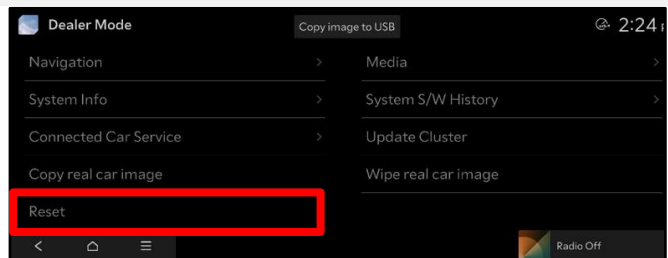 Dealer Mode
Copy image to USB
2:24
Navigation
Media
System Info
System S/W History
Connected Car Service
Update Cluster
Copy real car image
Wipe real car image
Reset
Radio Off